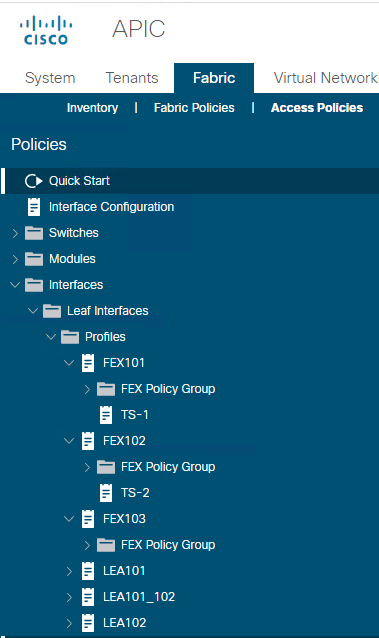 CISCO
APIC
System Tenants Fabric Virtual Network
Inventory | Fabric Policies | Access Policies
Policies
Quick Start
Interface Configuration
Switches
Modules
Interfaces
Leaf Interfaces
Profiles
FEX101
FEX Policy Group
TS-1
FEX102
FEX Policy Group
TS-2
FEX103
FEX Policy Group
LEA101
LEA101_102
LEA102